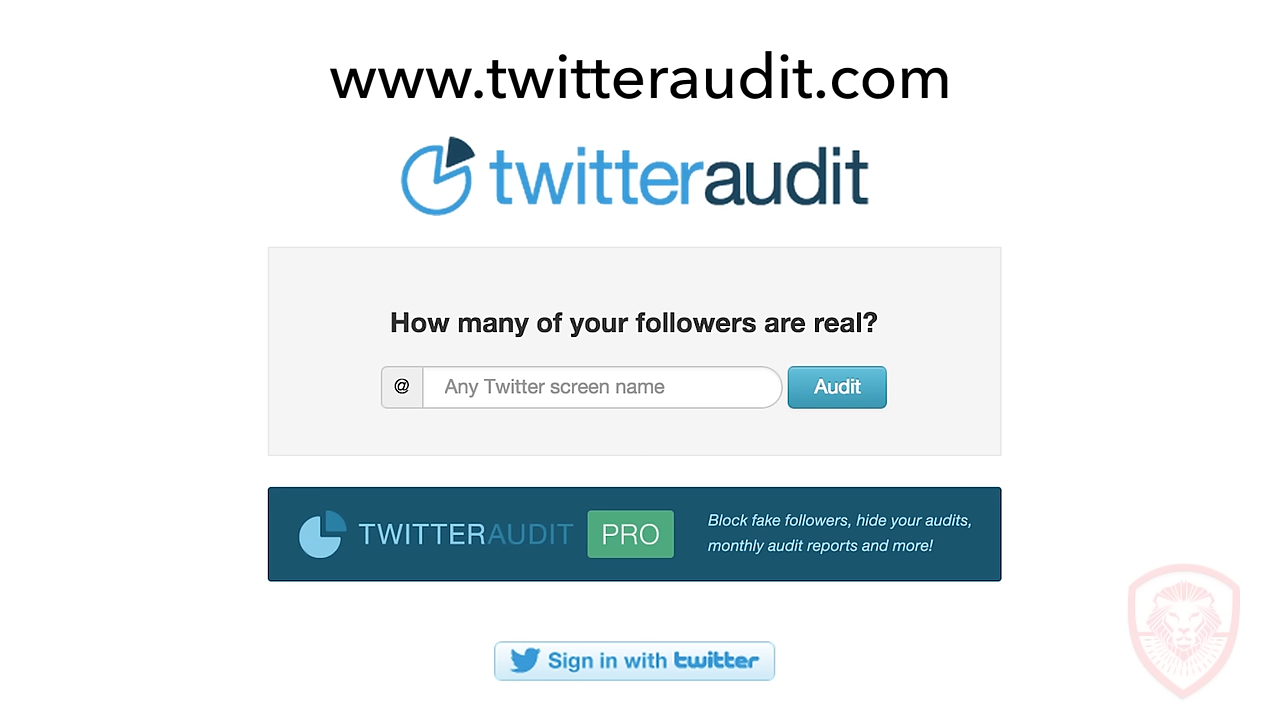 www.twitteraudit.com
twitteraudit
How many of your followers are real?
@ Any Twitter screen name Audit
TWITTERAUDIT PRO
Block fake followers, hide your audits,
monthly audit reports and more!
Sign in with twitter